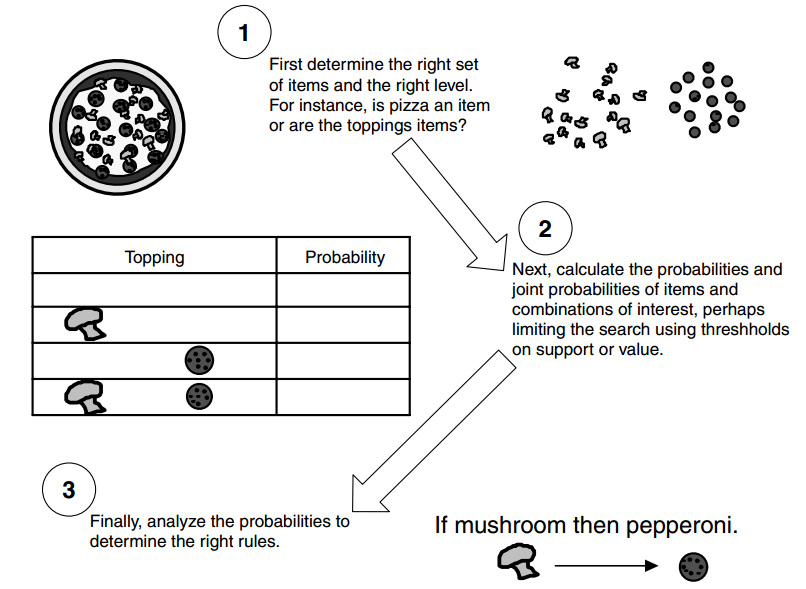 1
First determine the right set
of items and the right level.
For instance, is pizza an item
or are the toppings items?
2
Next, calculate the probabilities and
joint probabilities of items and
combinations of interest, perhaps
limiting the search using threshholds
on support or value.
Topping Probability
3
Finally, analyze the probabilities to
determine the right rules.
If mushroom then pepperoni.